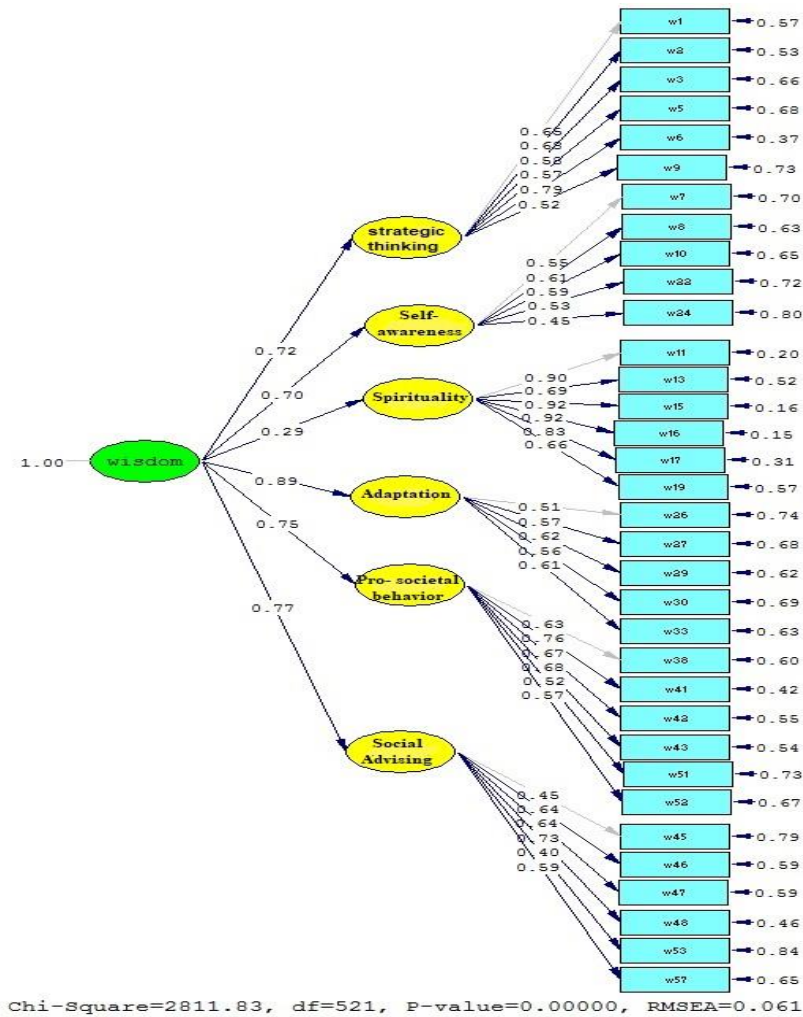 w1
0.57
w2
0.53
w3
0.66
w5
0.68
w6
0.37
w9
0.73
w7
0.70
w8
0.63
w10
0.65
w22
0.72
w24
0.80
w11
0.20
w13
0.52
w15
0.16
w16
0.15
w17
0.31
w19
0.57
w26
0.74
w27
0.68
w29
0.62
w30
0.69
w33
0.63
w38
0.60
w41
0.42
w42
0.55
w43
0.54
w51
0.73
w52
0.67
w45
0.79
w46
0.59
w47
0.59
w48
0.46
w53
0.84
w57
0.65
0.65
0.68
0.58
0.57
0.79
0.52
strategic
thinking
0.55
0.61
0.59
0.53
0.45
Self-
awareness
0.90
0.69
0.92
0.92
0.83
0.66
Spirituality
0.51
0.57
0.62
0.56
0.61
Adaptation
0.63
0.76
0.67
0.68
0.52
0.57
Pro- societal
behavior
0.45
0.64
0.64
0.73
0.40
0.59
Social
Advising
0.72
0.70
0.29
0.89
0.75
0.77
1.00
wisdom
Chi-Square=2811.83, df=521, P-value=0.00000, RMSEA=0.061